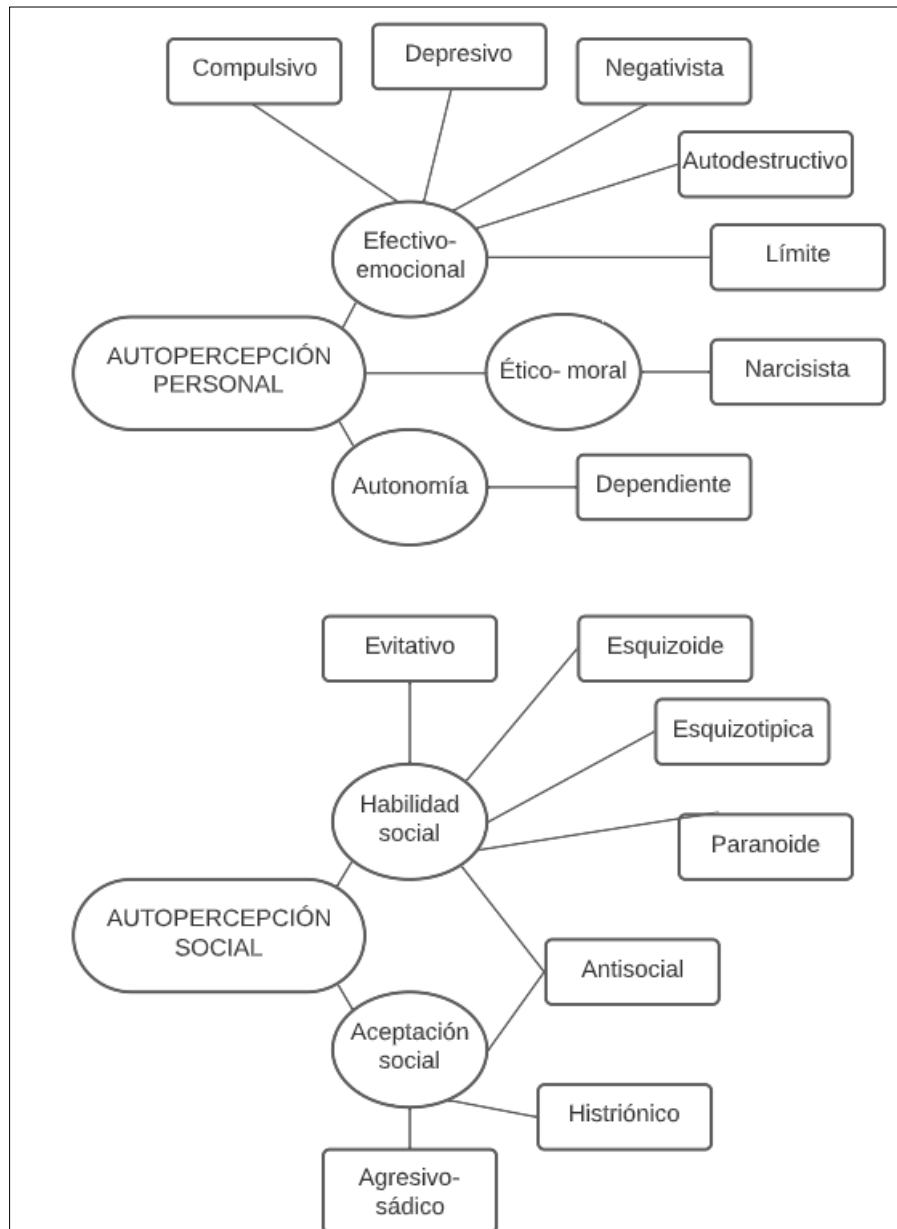 Compulsivo
Depresivo
Negativista
Autodestructivo
Efectivo-
emocional
Límite
AUTOPERCEPCIÓN
PERSONAL
Ético- moral
Narcisista
Autonomía
Dependiente
Evitativo
Esquizoide
Esquizotipica
Habilidad
social
Paranoide
AUTOPERCEPCIÓN
SOCIAL
Antisocial
Aceptación
social
Histriónico
Agresivo-
sádico